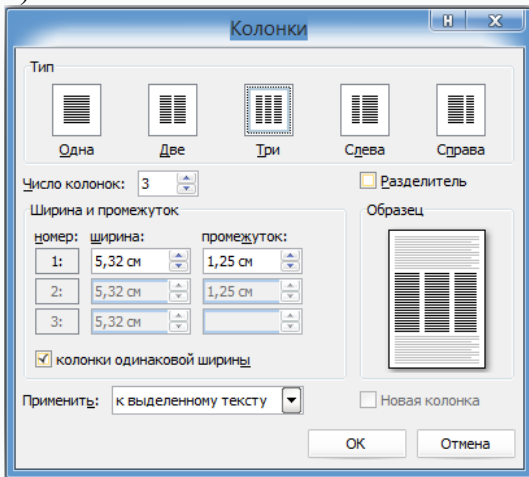 Колонки
Тип
Одна Две Три Слева Справа
Число колонок: 3 Разделитель
Ширина и промежуток Образец
номер: ширина: промежуток:
1: 5,32 см 1,25 см
2: 5,32 см 1,25 см
3: 5,32 см
колонки одинаковой ширины
Применить: к выделенному тексту Новая колонка
ОК Отмена